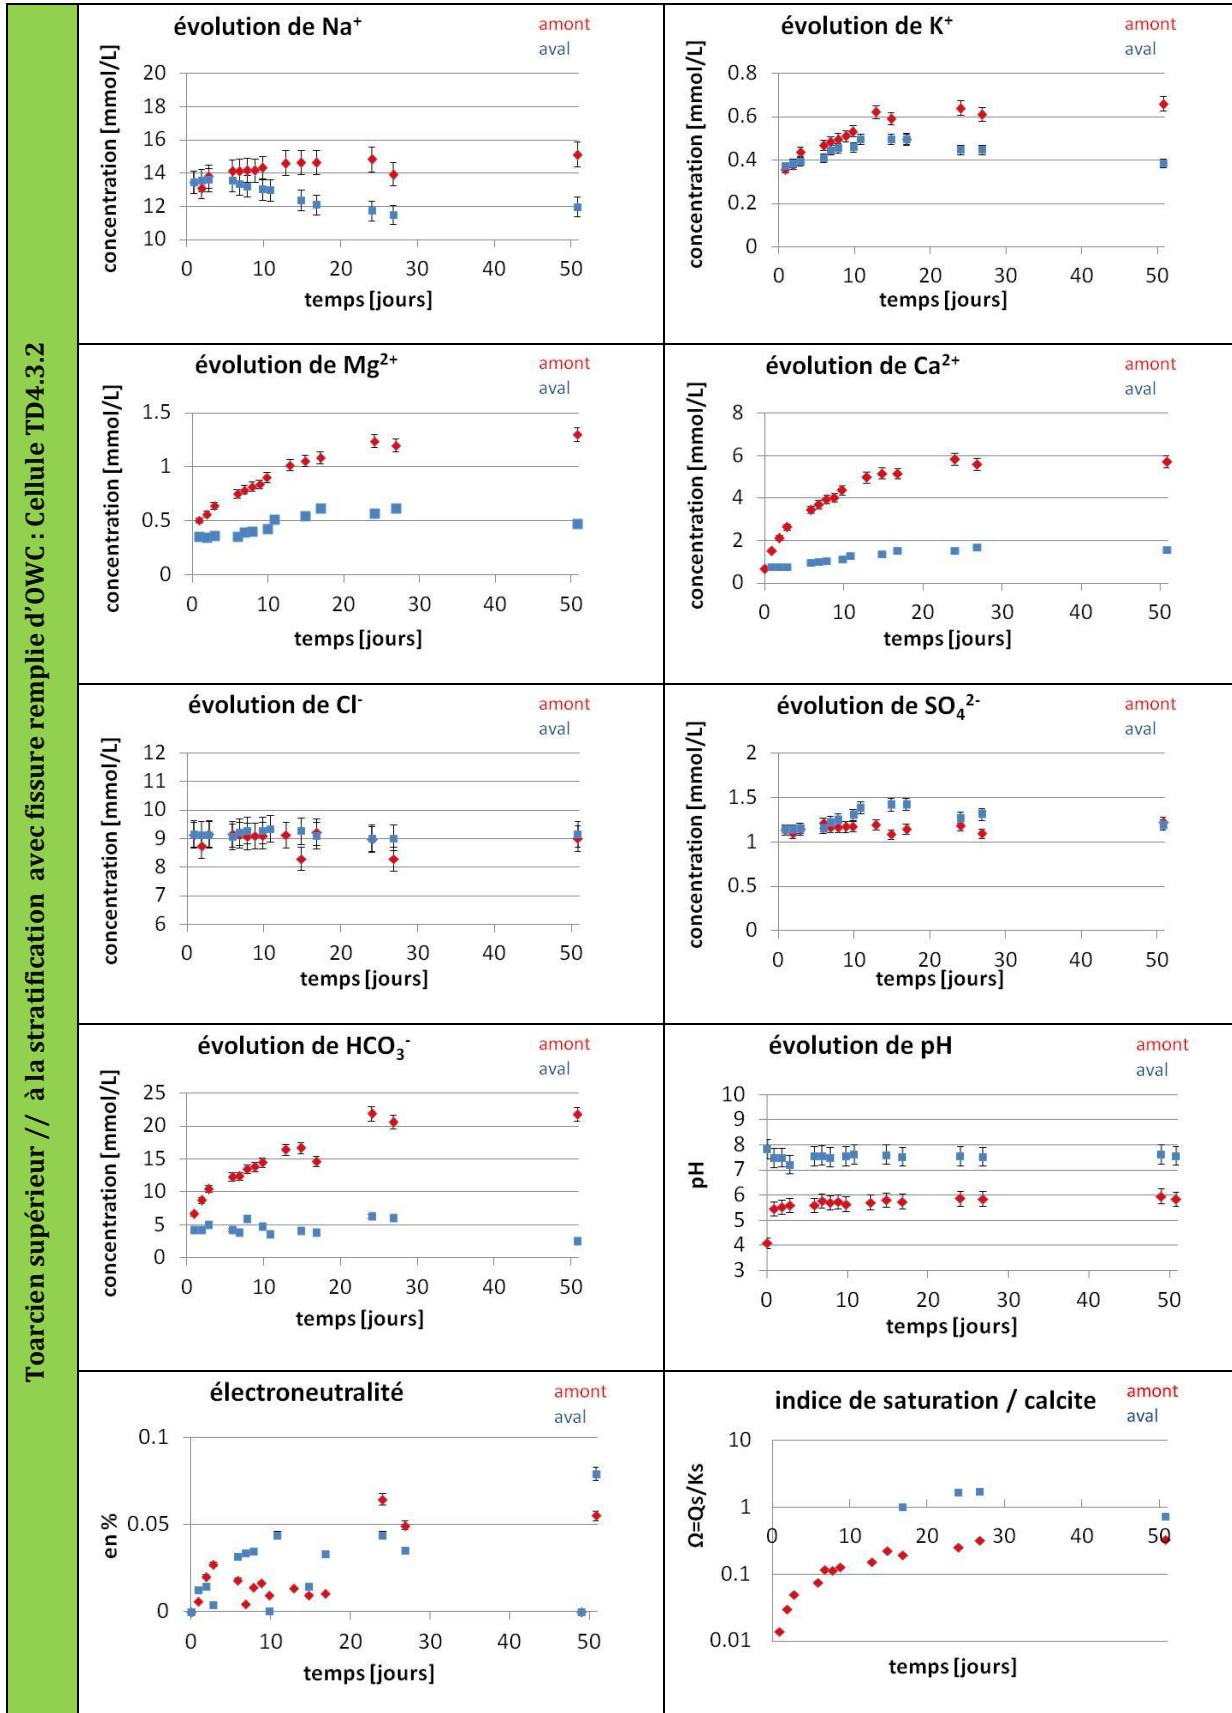 Toarcien supérieur // à la stratification avec fissure remplie d'OWC : Cellule TD4.3.2
évolution de Na⁺
amont
aval
concentration [mmol/L]
20
18
16
14
12
10
0 10 20 30 40 50
temps [jours]
évolution de K⁺
amont
aval
concentration [mmol/L]
0.8
0.6
0.4
0.2
0
0 10 20 30 40 50
temps [jours]
évolution de Mg²⁺
amont
aval
concentration [mmol/L]
1.5
1
0.5
0
0 10 20 30 40 50
temps [jours]
évolution de Ca²⁺
amont
aval
concentration [mmol/L]
8
6
4
2
0
0 10 20 30 40 50
temps [jours]
évolution de Cl⁻
amont
aval
concentration [mmol/L]
12
11
10
9
8
7
6
0 10 20 30 40 50
temps [jours]
évolution de SO₄²⁻
amont
aval
concentration [mmol/L]
2
1.5
1
0.5
0
0 10 20 30 40 50
temps [jours]
évolution de HCO₃⁻
amont
aval
concentration [mmol/L]
25
20
15
10
5
0
0 10 20 30 40 50
temps [jours]
évolution de pH
amont
aval
pH
10
9
8
7
6
5
4
3
0 10 20 30 40 50
temps [jours]
électroneutralité
amont
aval
en %
0.1
0.05
0
0 10 20 30 40 50
temps [jours]
indice de saturation / calcite
amont
aval
Ω=Qs/Ks
10
1
0.1
0.01
0 10 20 30 40 50
temps [jours]